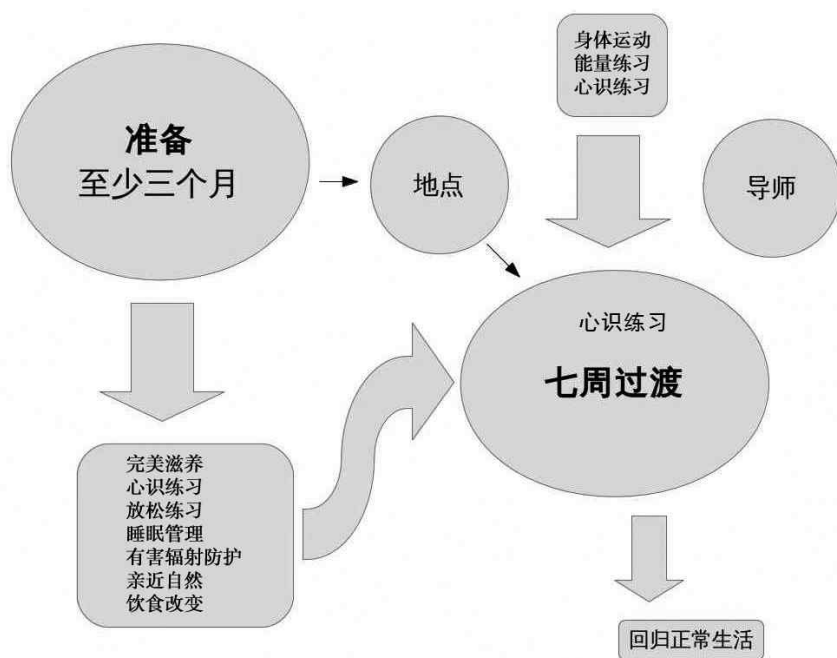 准备
至少三个月
地点
身体运动
能量练习
心识练习
导师
心识练习
七周过渡
完美滋养
心识练习
放松练习
睡眠管理
有害辐射防护
亲近自然
饮食改变
回归正常生活